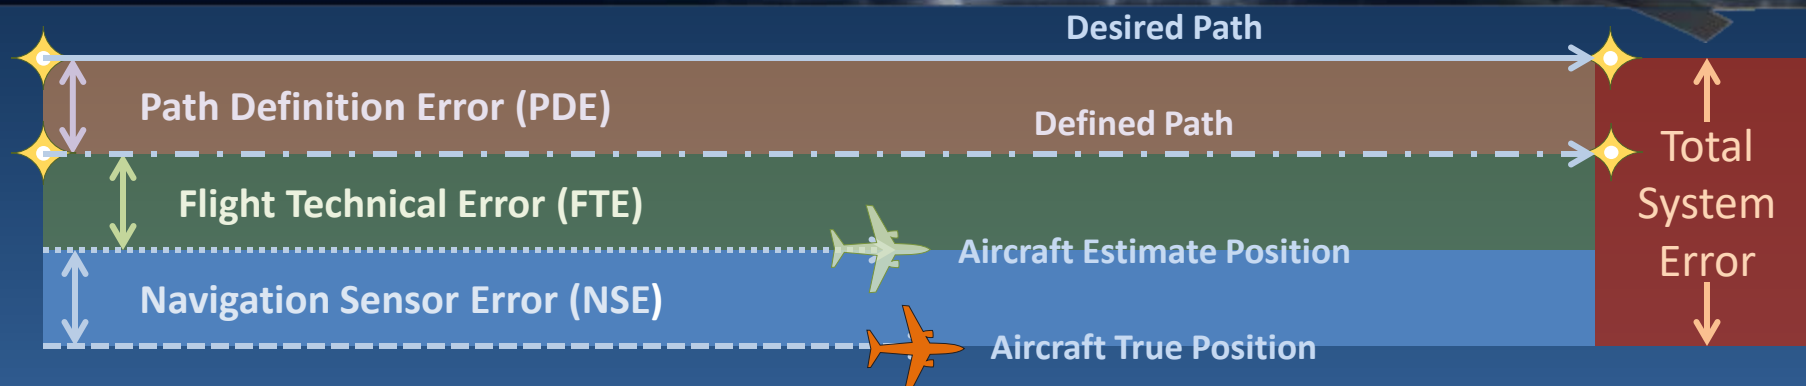 Desired Path
Path Definition Error (PDE)
Defined Path
Total
System
Error
Flight Technical Error (FTE)
Aircraft Estimate Position
Navigation Sensor Error (NSE)
Aircraft True Position